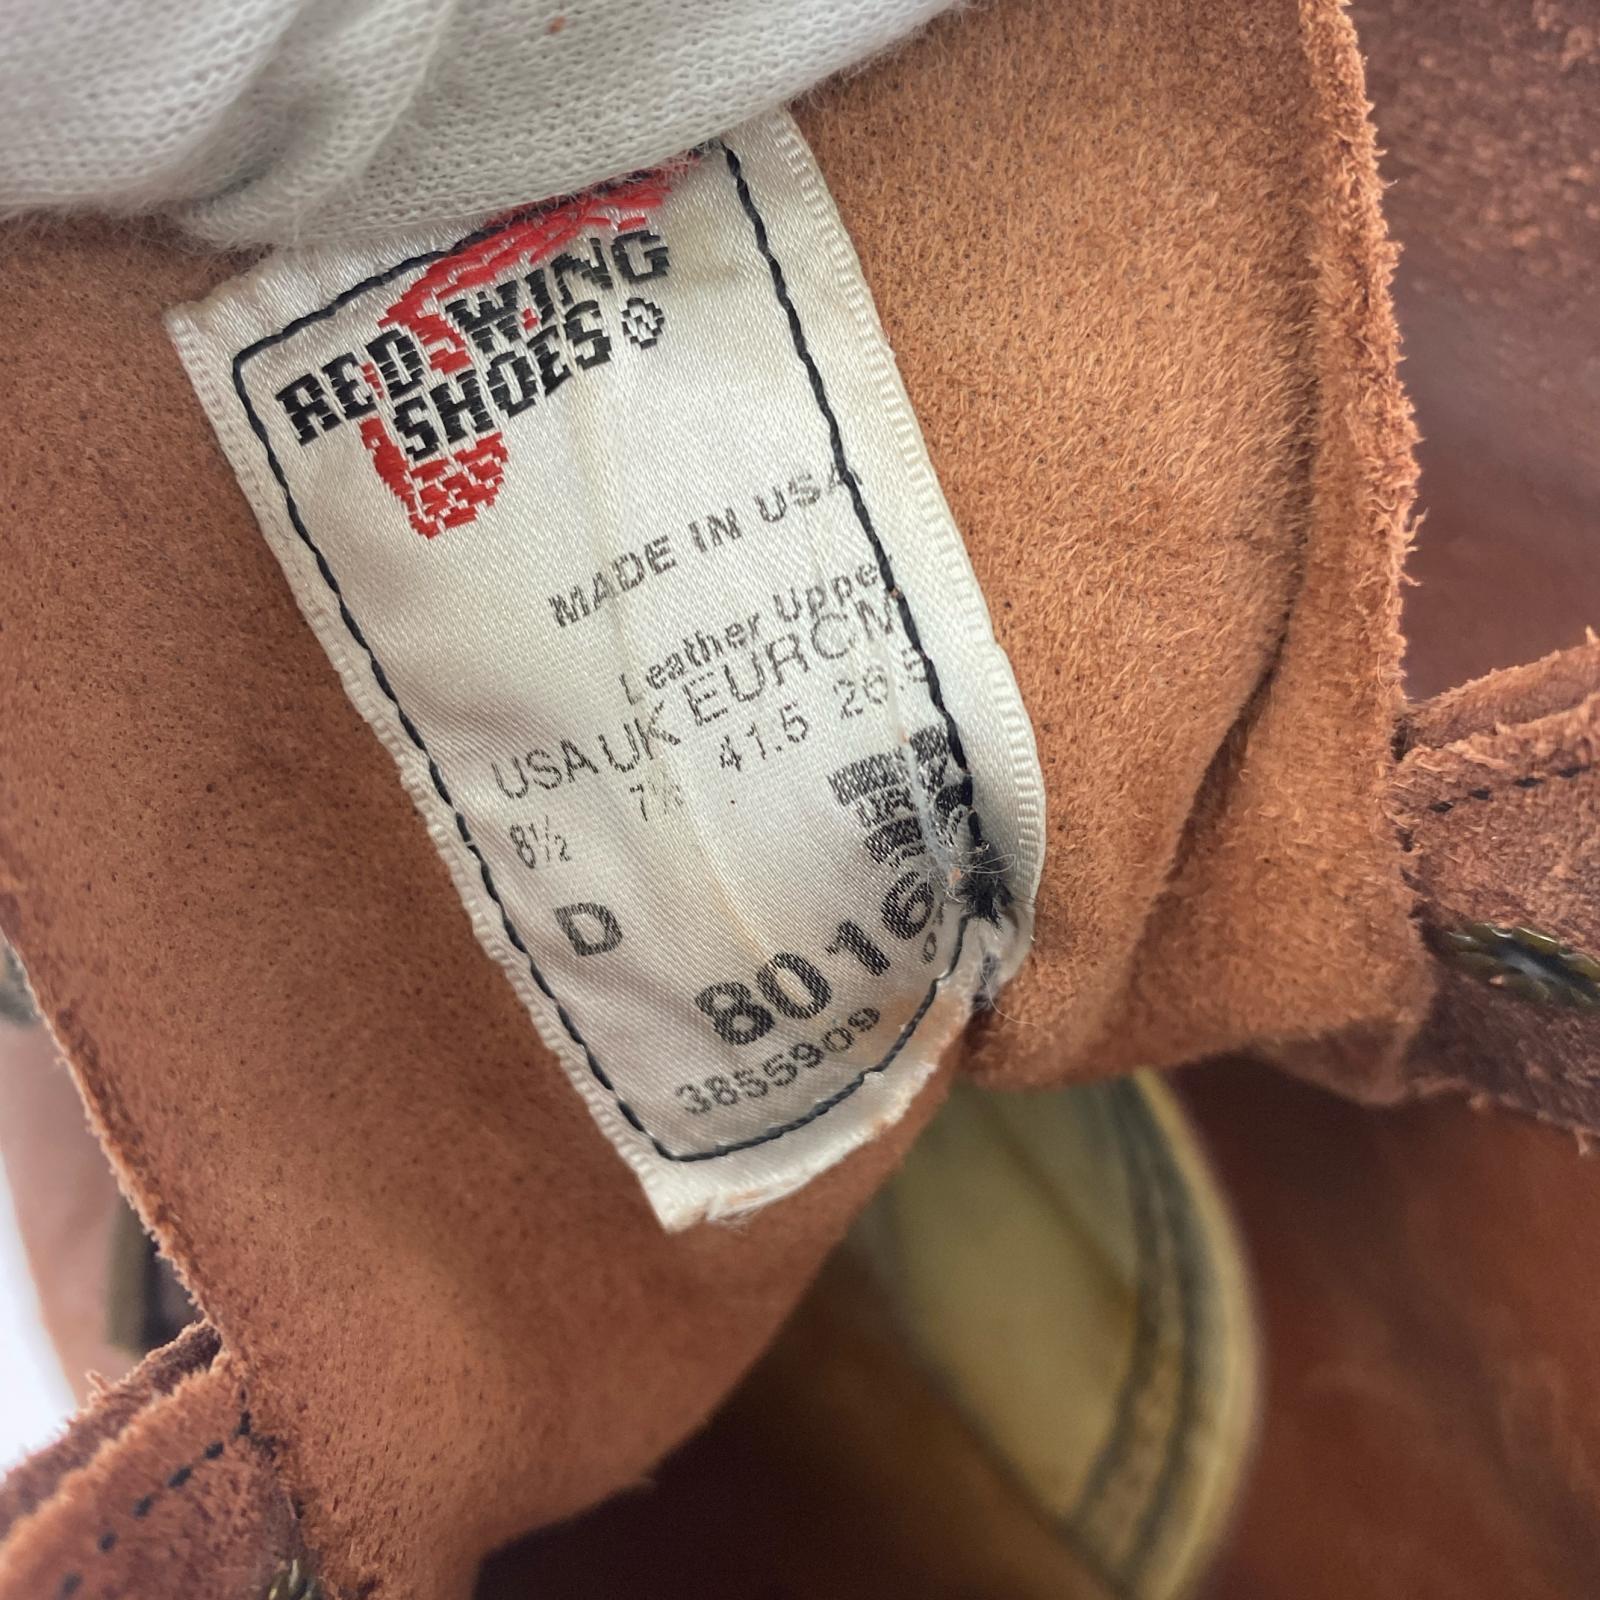 RED WING
SHOES ®
MADE IN USA
Leather Upper
USA UK EUR CM
8½ 7½ 41.5 26.5
D
8016
3855909